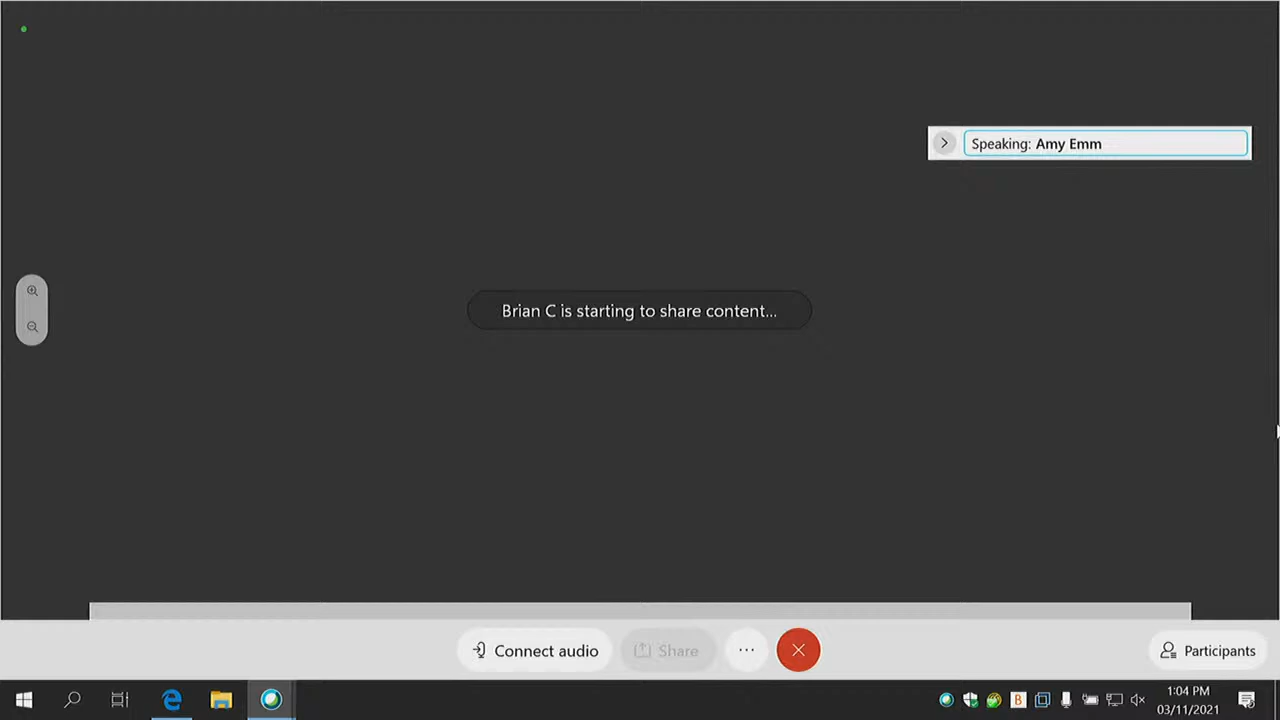 Speaking: Amy Emm
Brian C is starting to share content...
Connect audio
Share
Participants
B
1:04 PM
03/11/2021